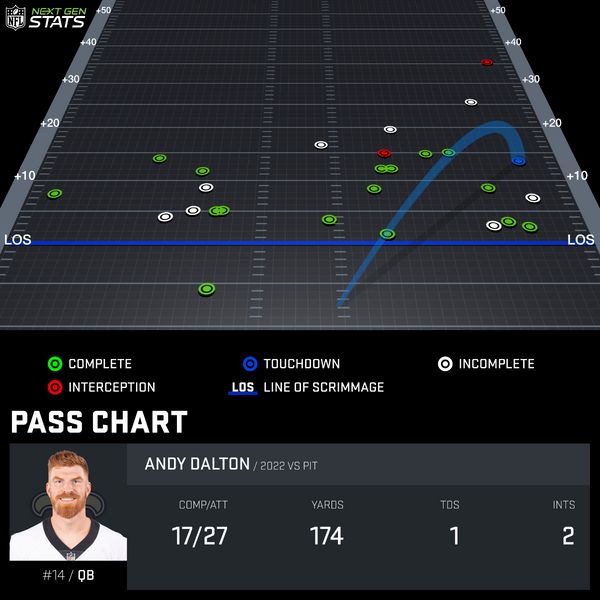 NFL NEXT GEN STATS
+50 +50
+40 +40
+30 +30
+20 +20
+10 +10
LOS LOS
COMPLETE TOUCHDOWN INCOMPLETE
INTERCEPTION LOS LINE OF SCRIMMAGE
PASS CHART
ANDY DALTON / 2022 VS PIT
COMP/ATT YARDS TDS INTS
17/27 174 1 2
#14 / QB